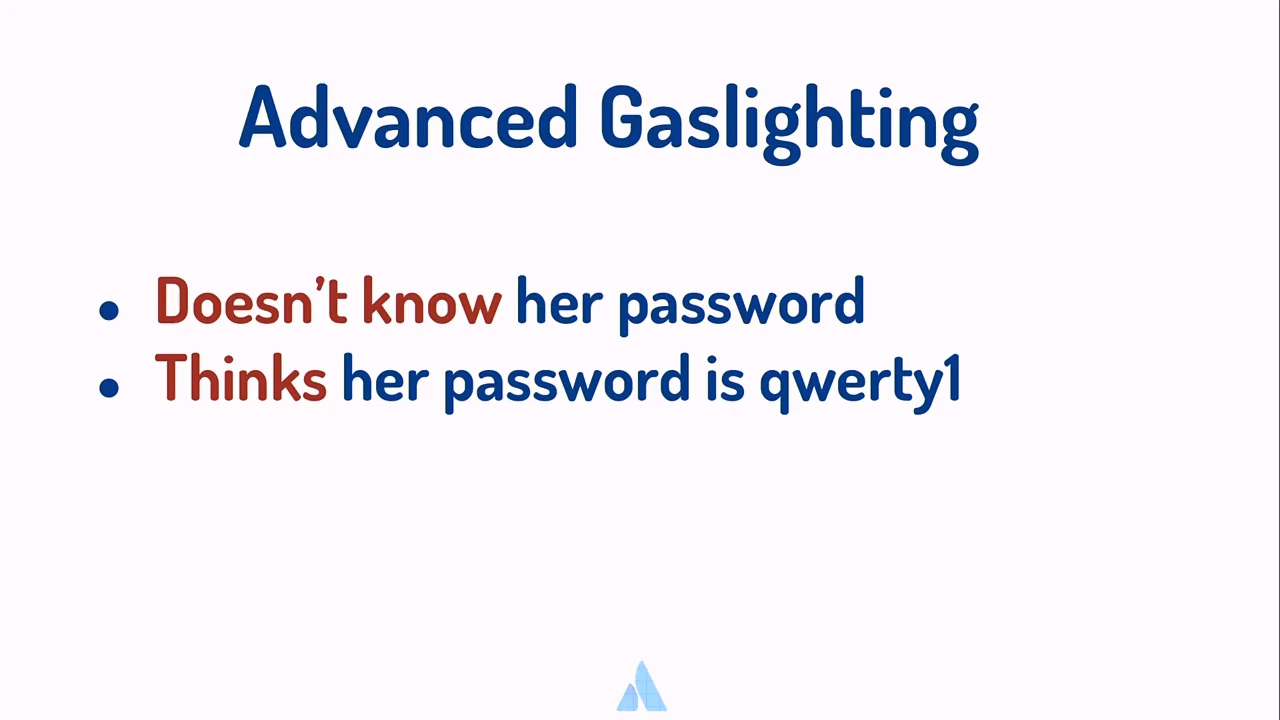 Advanced Gaslighting
• Doesn’t know her password
• Thinks her password is qwerty1